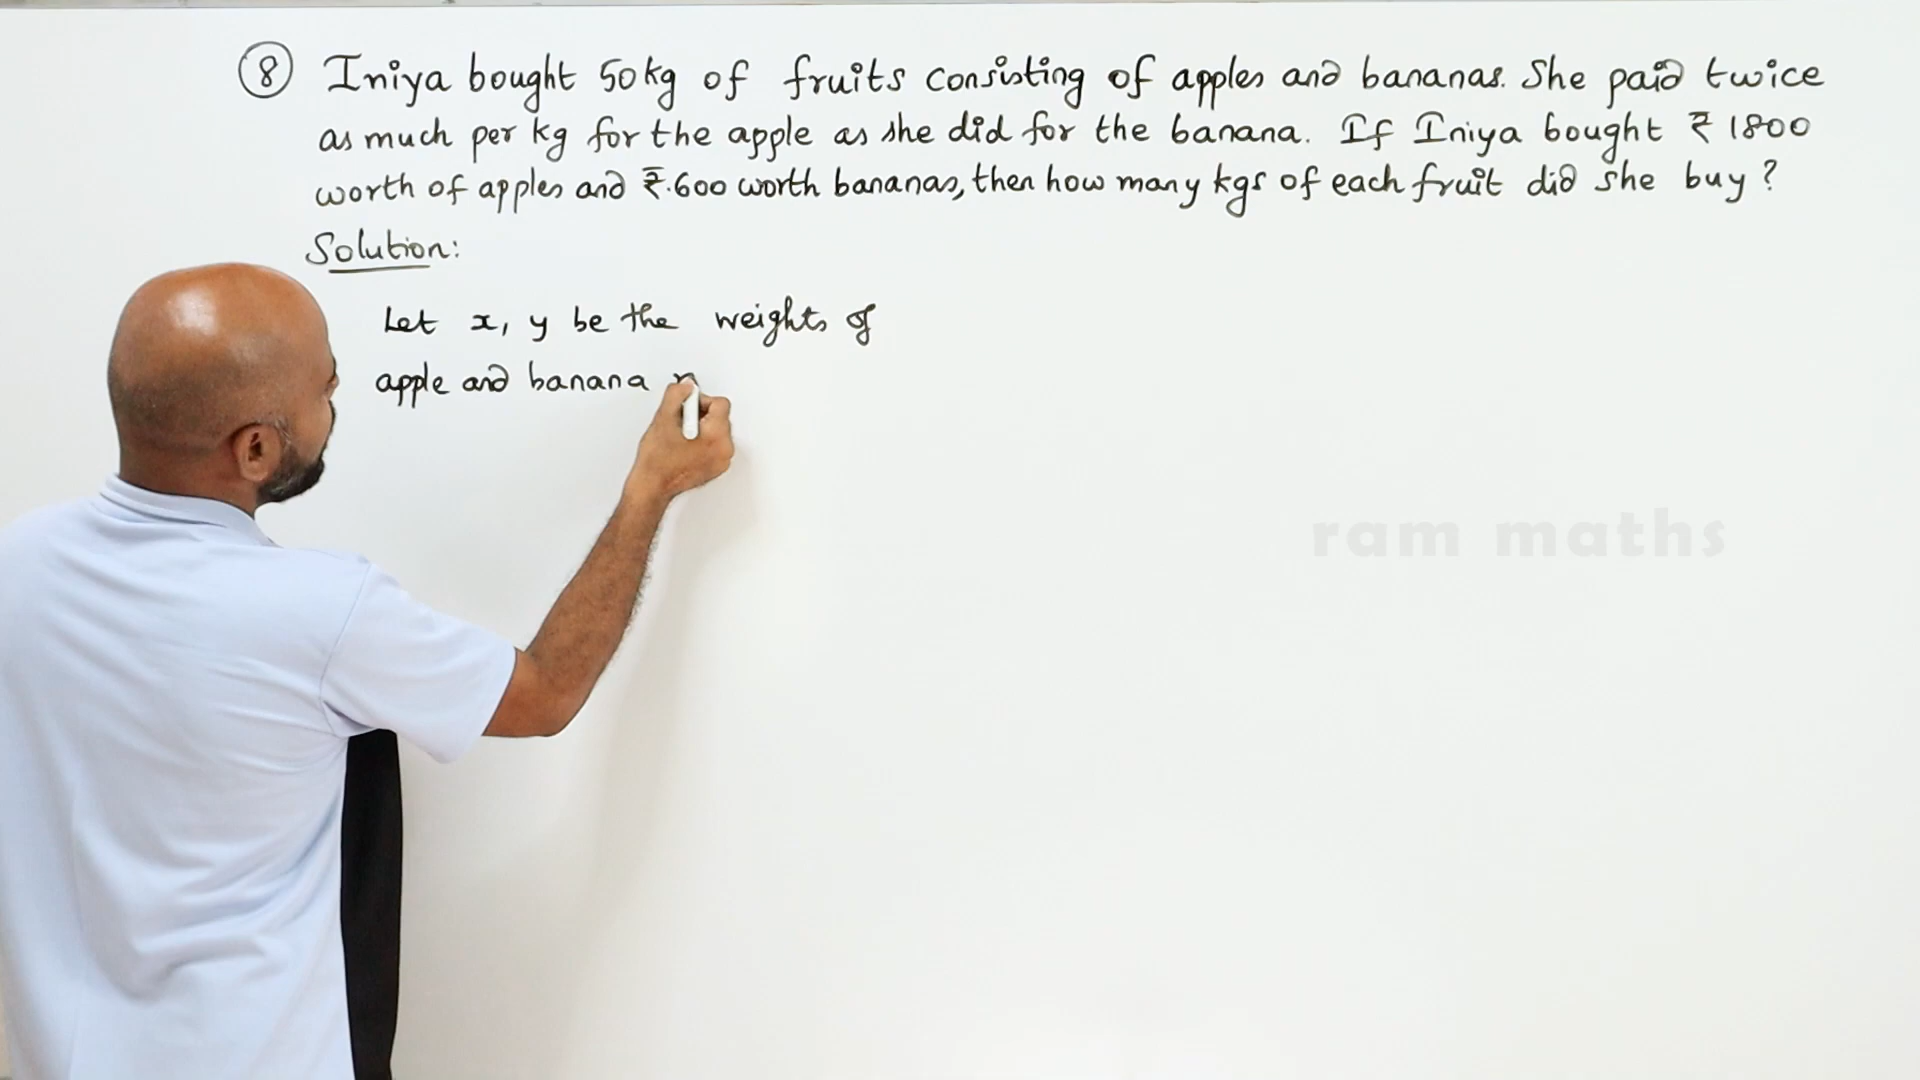 8 Iniya bought 50kg of fruits consisting of apples and bananas. She paid twice
as much per kg for the apple as she did for the banana. If Iniya bought ₹ 1800
worth of apples and ₹.600 worth bananas, then how many kgs of each fruit did she buy ?
Solution:
Let x, y be the weights of
apple and banana
ram maths